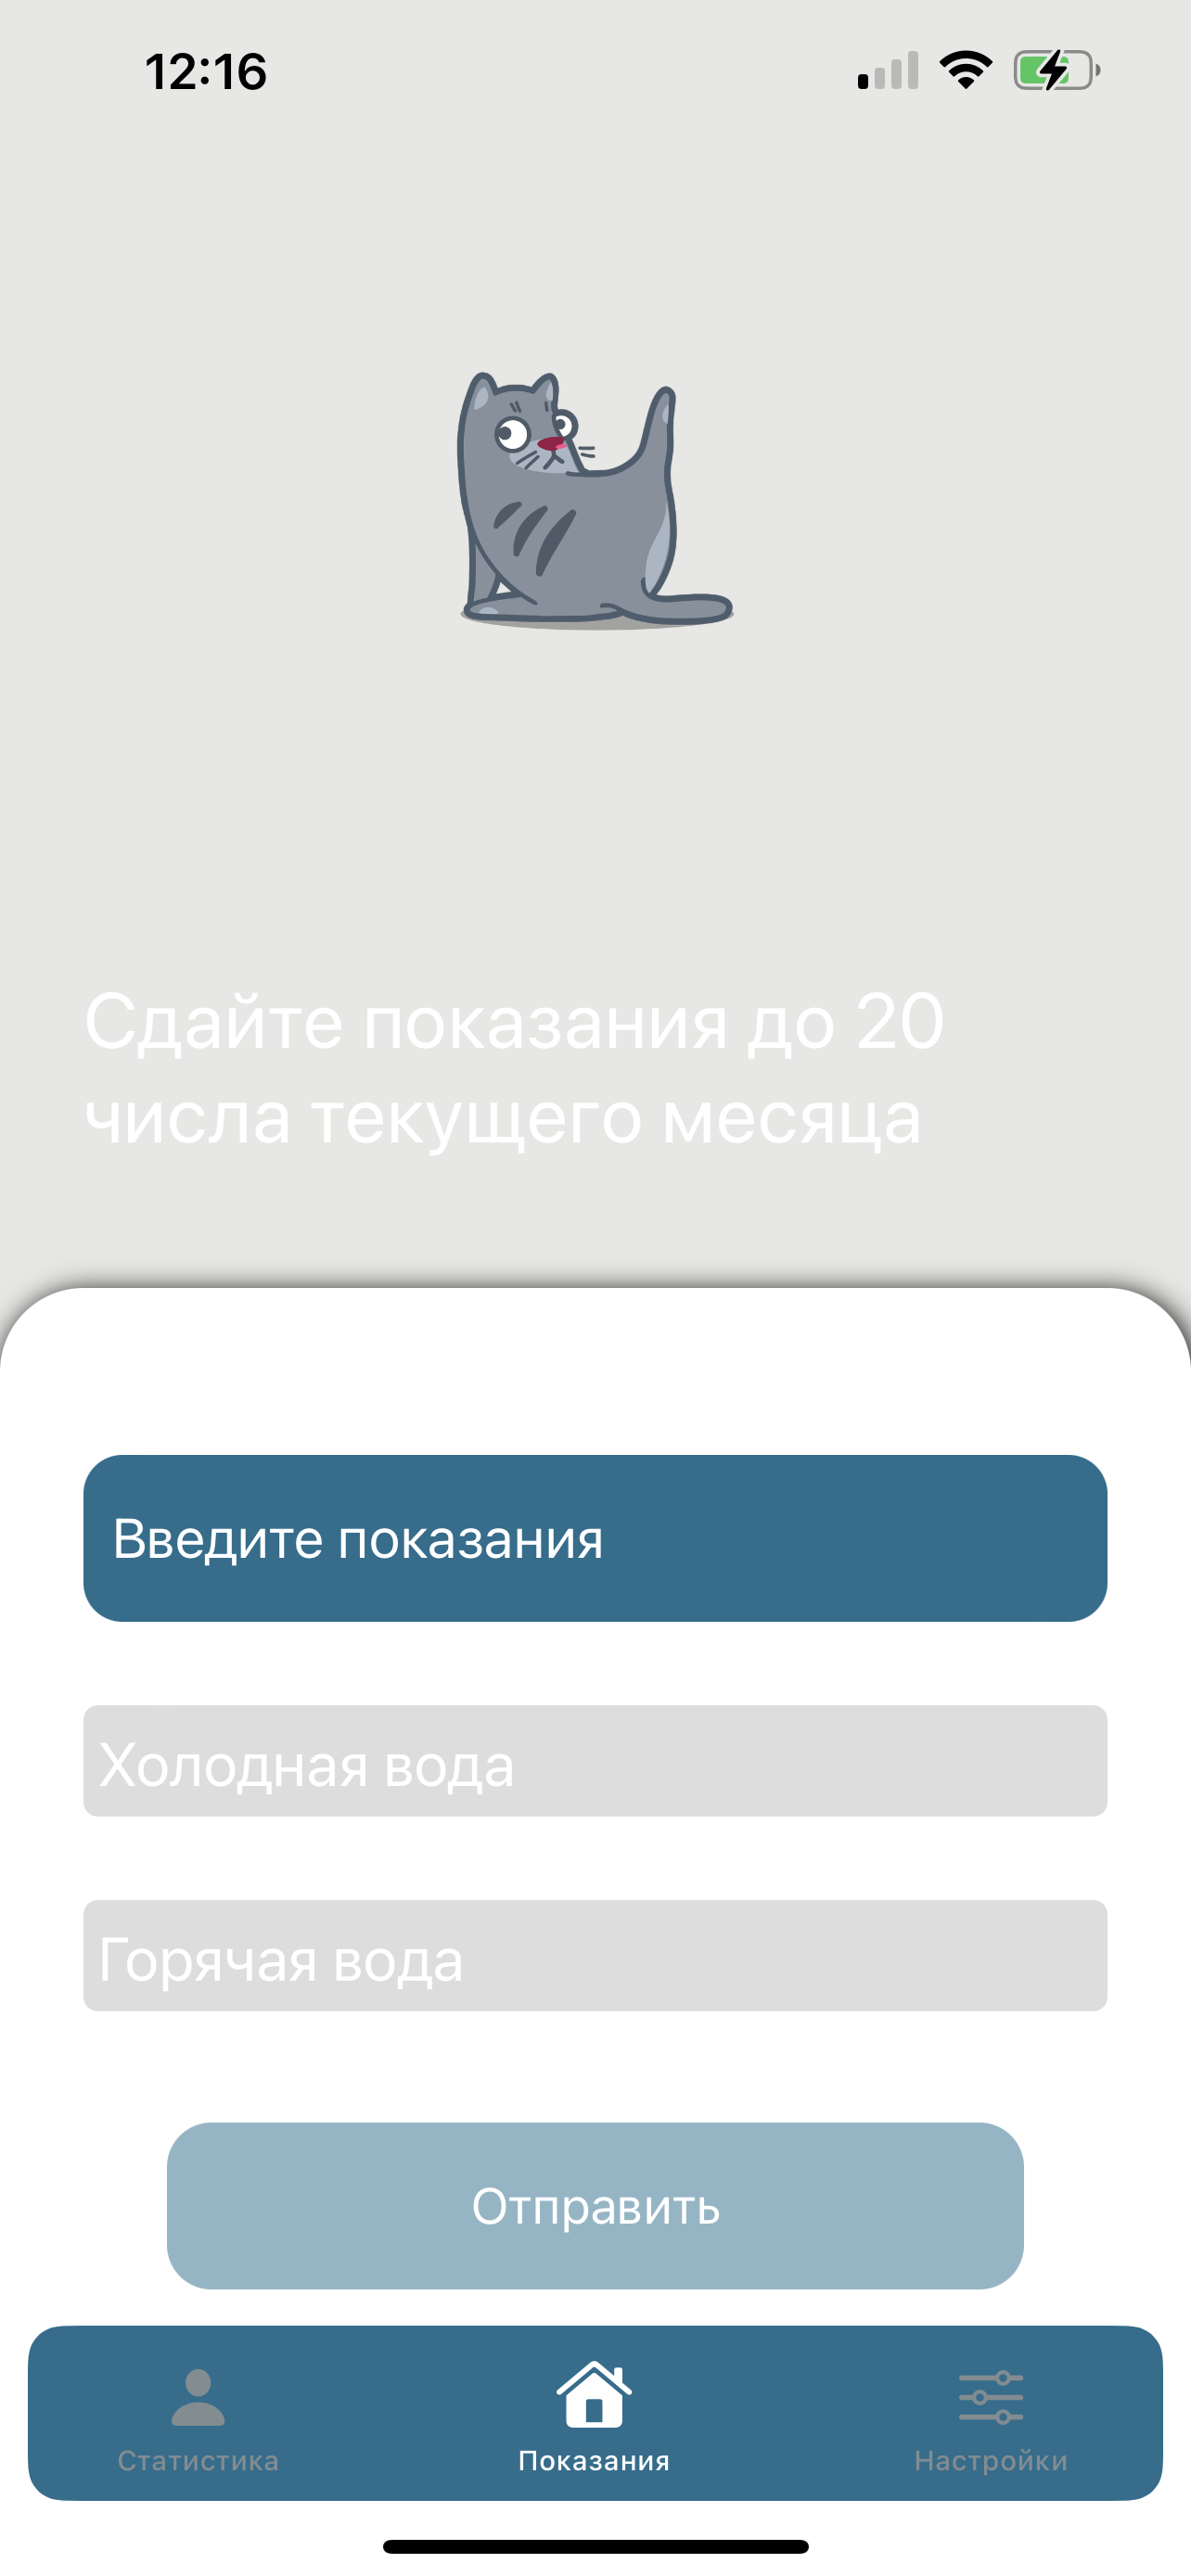 12:16
Сдайте показания до 20
числа текущего месяца
Введите показания
Холодная вода
Горячая вода
Отправить
Статистика
Показания
Настройки